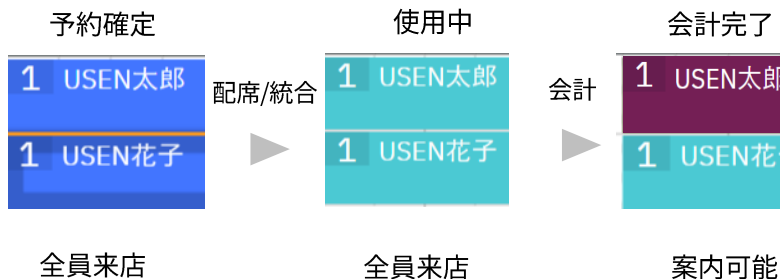 予約確定
使用中
会計完了
1 USEN太郎
配席/統合
1 USEN太郎
会計
1 USEN太郎
1 USEN花子
1 USEN花子
1 USEN花
全員来店
全員来店
案内可能